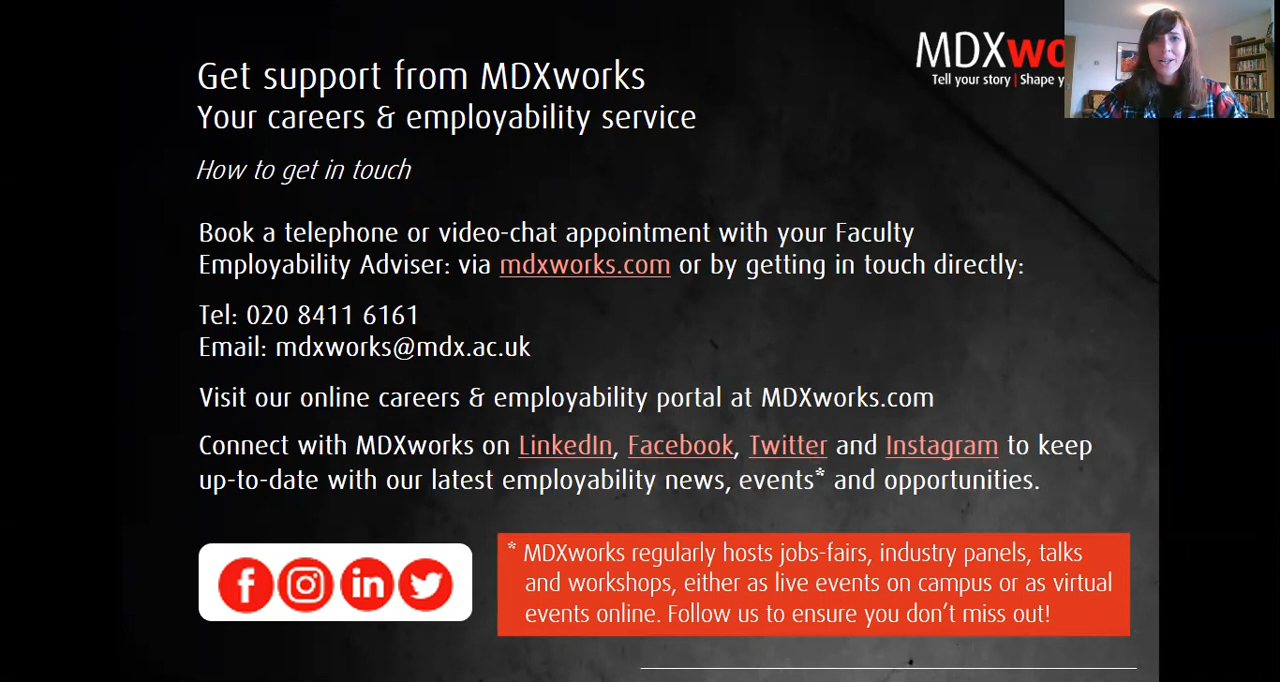 Get support from MDXworks
MDXwo
Your careers & employability service
Tell your story | Shape y
How to get in touch
Book a telephone or video-chat appointment with your Faculty
Employability Adviser: via mdxworks.com or by getting in touch directly:
Tel: 020 8411 6161
Email: mdxworks@mdx.ac.uk
Visit our online careers & employability portal at MDXworks.com
Connect with MDXworks on LinkedIn, Facebook, Twitter and Instagram to keep
up-to-date with our latest employability news, events* and opportunities.
f
in
* MDXworks regularly hosts jobs-fairs, industry panels, talks
and workshops, either as live events on campus or as virtual
events online. Follow us to ensure you don't miss out!